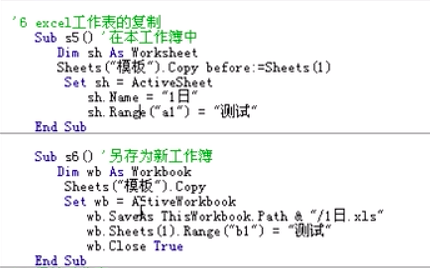 '6 excel工作表的复制
Sub s5() '在本工作簿中
Dim sh As Worksheet
Sheets("模板").Copy before:=Sheets(1)
Set sh = ActiveSheet
sh.Name = "1日"
sh.Range("a1") = "测试"
End Sub
Sub s6() '另存为新工作簿
Dim wb As Workbook
Sheets("模板").Copy
Set wb = ActiveWorkbook
wb.SaveAs ThisWorkbook.Path & "/1日.xls"
wb.Sheets(1).Range("b1") = "测试"
wb.Close True
End Sub